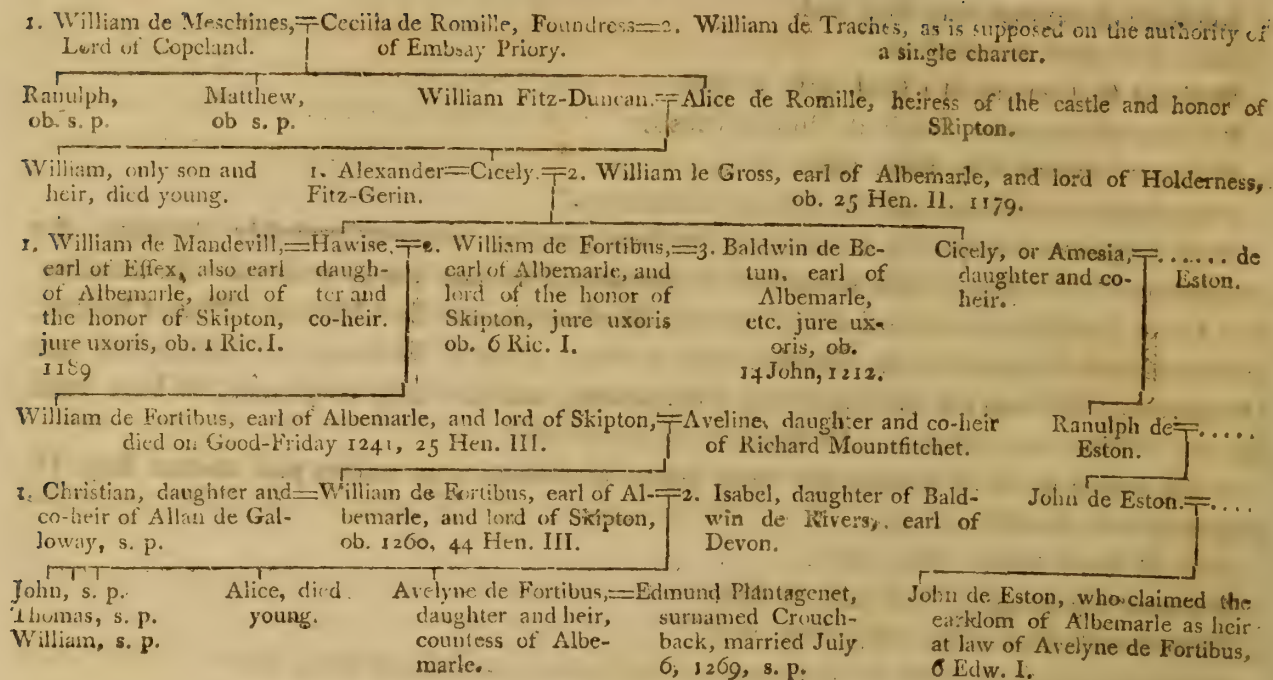 1. William de Meschines,=Cecilia de Romille, Foundress=2. William de Traches, as is supposed on the authority of
Lord of Copeland. of Embsay Priory. a single charter.
Ranulph, Matthew, William Fitz-Duncan.=Alice de Romille, heiress of the castle and honor of
ob. s. p. ob s. p. Skipton.
William, only son and 1. Alexander=Cicely.=2. William le Gross, earl of Albemarle, and lord of Holderness,
heir, died young. Fitz-Gerin. ob. 25 Hen. II. 1179.
1. William de Mandevill,=Hawise,=2. William de Fortibus,=3. Baldwin de Be- Cicely, or Amesia,=...... de
earl of Essex, also earl daugh- earl of Albemarle, and tun, earl of daughter and co- Eston.
of Albemarle, lord of ter and lord of the honor of Albemarle, heir.
the honor of Skipton, co-heir. Skipton, jure uxoris etc. jure ux-
jure uxoris, ob. 1 Ric. I. ob. 6 Ric. I. oris, ob.
1189 14 John, 1212.
William de Fortibus, earl of Albemarle, and lord of Skipton,=Aveline, daughter and co-heir Ranulph de=.....
died on Good-Friday 1241, 25 Hen. III. of Richard Mountfitchet. Eston.
1. Christian, daughter and=William de Fortibus, earl of Al-=2. Isabel, daughter of Bald- John de Eston.=....
co-heir of Allan de Gal- bemarle, and lord of Skipton, win de Rivers, earl of
loway, s. p. ob. 1260, 44 Hen. III. Devon.
John, s. p. Alice, died Avelyne de Fortibus,=Edmund Plantagenet, John de Eston, who claimed the
Thomas, s. p. young. daughter and heir, surnamed Crouch- earldom of Albemarle as heir
William, s. p. countess of Albe- back, married July at law of Avelyne de Fortibus,
marle. 6, 1269, s. p. 6 Edw. I.